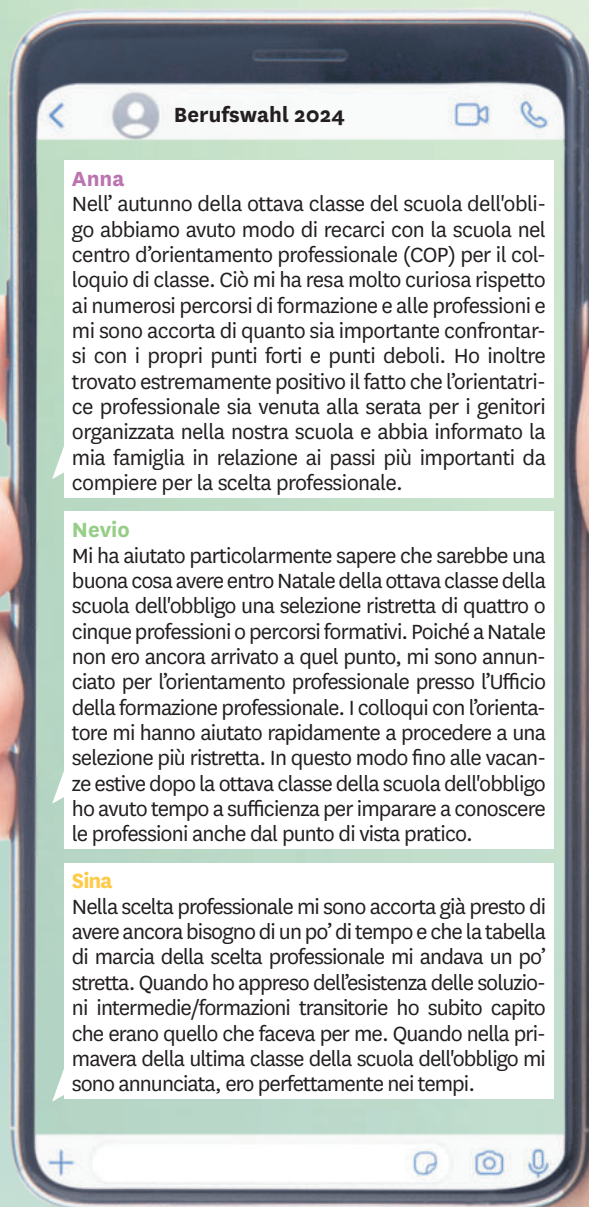 Berufswahl 2024
Anna
Nell’ autunno della ottava classe del scuola dell'obbli-
go abbiamo avuto modo di recarci con la scuola nel
centro d’orientamento professionale (COP) per il col-
loquio di classe. Ciò mi ha resa molto curiosa rispetto
ai numerosi percorsi di formazione e alle professioni e
mi sono accorta di quanto sia importante confrontar-
si con i propri punti forti e punti deboli. Ho inoltre
trovato estremamente positivo il fatto che l’orientatri-
ce professionale sia venuta alla serata per i genitori
organizzata nella nostra scuola e abbia informato la
mia famiglia in relazione ai passi più importanti da
compiere per la scelta professionale.
Nevio
Mi ha aiutato particolarmente sapere che sarebbe una
buona cosa avere entro Natale della ottava classe della
scuola dell'obbligo una selezione ristretta di quattro o
cinque professioni o percorsi formativi. Poiché a Natale
non ero ancora arrivato a quel punto, mi sono annun-
ciato per l’orientamento professionale presso l’Ufficio
della formazione professionale. I colloqui con l’orienta-
tore mi hanno aiutato rapidamente a procedere a una
selezione più ristretta. In questo modo fino alle vacan-
ze estive dopo la ottava classe della scuola dell'obbligo
ho avuto tempo a sufficienza per imparare a conoscere
le professioni anche dal punto di vista pratico.
Sina
Nella scelta professionale mi sono accorta già presto di
avere ancora bisogno di un po’ di tempo e che la tabella
di marcia della scelta professionale mi andava un po’
stretta. Quando ho appreso dell’esistenza delle soluzio-
ni intermedie/formazioni transitorie ho subito capito
che erano quello che faceva per me. Quando nella pri-
mavera della ultima classe della scuola dell'obbligo mi
sono annunciata, ero perfettamente nei tempi.